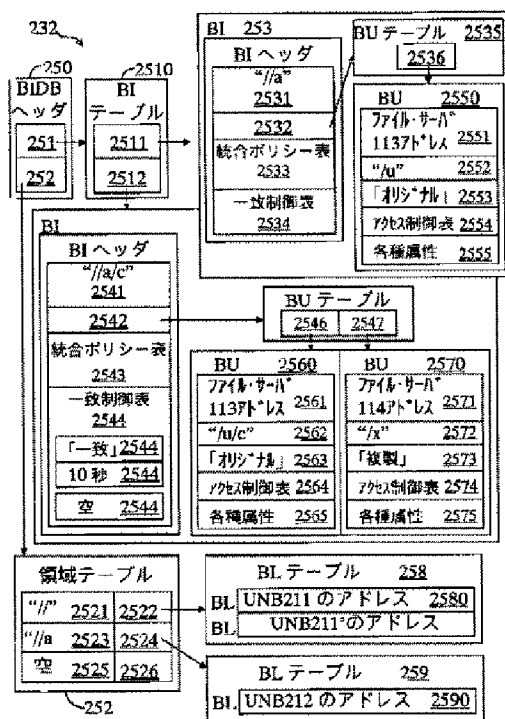 232
250
BIDB
ヘッダ
251
252
2510
BI
テーブル
2511
2512
BI 253
BI ヘッダ
“//a”
2531
2532
統合ポリシー表
2533
一致制御表
2534
BU テーブル 2535
2536
BU 2550
ファイル・サーバ
113アドレス 2551
“/u” 2552
「オリジナル」 2553
アクセス制御表 2554
各種属性 2555
BI
BI ヘッダ
“//a/c”
2541
2542
統合ポリシー表
2543
一致制御表
2544
「一致」 2544
10 秒 2544
空 2544
BU テーブル
2546 2547
BU 2560
ファイル・サーバ
113アドレス 2561
“/u/c” 2562
「オリジナル」 2563
アクセス制御表 2564
各種属性 2565
BU 2570
ファイル・サーバ
114アドレス 2571
“/x” 2572
「複製」 2573
アクセス制御表 2574
各種属性 2575
領域テーブル
“//” 2521 2522
“//a 2523 2524
空 2525 2526
252
BL テーブル 258
BL UNB211 のアドレス 2580
BL UNB211'のアドレス
BL テーブル 259
BL UNB212 のアドレス 2590